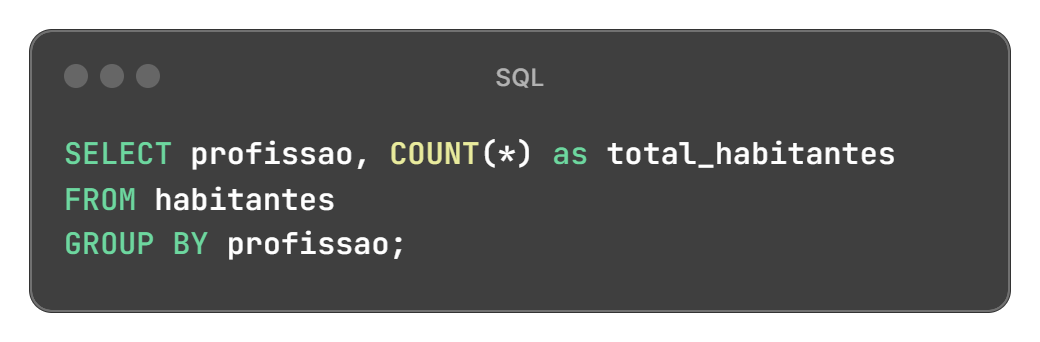 SQL
SELECT profissao, COUNT(*) as total_habitantes
FROM habitantes
GROUP BY profissao;